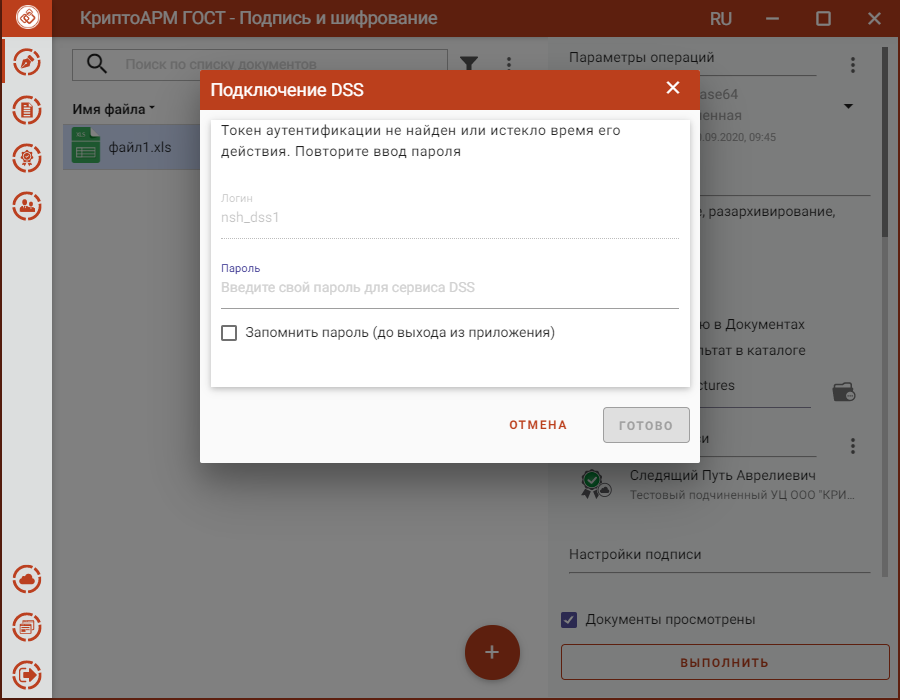 КриптоАРМ ГОСТ - Подпись и шифрование
RU
Поиск по списку документов
Имя файла
файл1.xls
Подключение DSS
Токен аутентификации не найден или истекло время его
действия. Повторите ввод пароля
Логин
nsh_dss1
Пароль
Введите свой пароль для сервиса DSS
Запомнить пароль (до выхода из приложения)
ОТМЕНА
ГОТОВО
Параметры операций
ase64
енная
.09.2020, 09:45
е, разархивирование,
ю в Документах
льтат в каталоге
ctures
и
Следящий Путь Аврелиевич
Тестовый подчиненный УЦ ООО "КРИ...
Настройки подписи
Документы просмотрены
ВЫПОЛНИТЬ